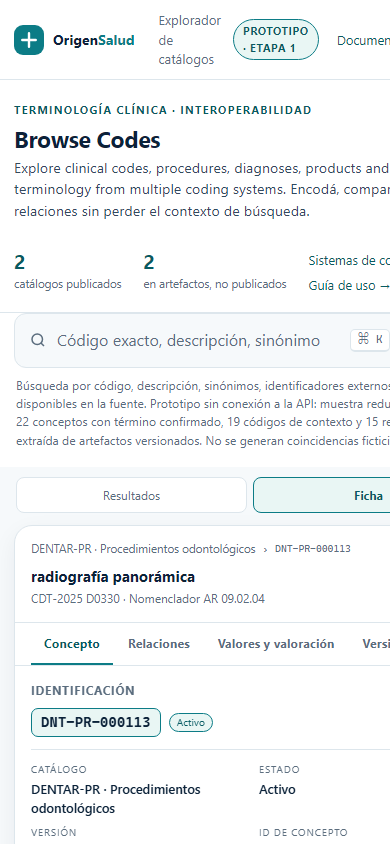 OrigenSalud
Explorador
de
catálogos
PROTOTIPO
· ETAPA 1
Documen
TERMINOLOGÍA CLÍNICA · INTEROPERABILIDAD
Browse Codes
Explore clinical codes, procedures, diagnoses, products and
terminology from multiple coding systems. Encodá, compar
relaciones sin perder el contexto de búsqueda.
2
catálogos publicados
2
en artefactos, no publicados
Sistemas de co
Guía de uso →
Código exacto, descripción, sinónimo
⌘ K
Búsqueda por código, descripción, sinónimos, identificadores externos
disponibles en la fuente. Prototipo sin conexión a la API: muestra redu
22 conceptos con término confirmado, 19 códigos de contexto y 15 re
extraída de artefactos versionados. No se generan coincidencias fictici
Resultados
Ficha
DENTAR-PR · Procedimientos odontológicos › DNT-PR-000113
radiografía panorámica
CDT-2025 D0330 · Nomenclador AR 09.02.04
Concepto
Relaciones
Valores y valoración
Versi
IDENTIFICACIÓN
DNT-PR-000113
Activo
CATÁLOGO
DENTAR-PR · Procedimientos
odontológicos
ESTADO
Activo
VERSIÓN
ID DE CONCEPTO